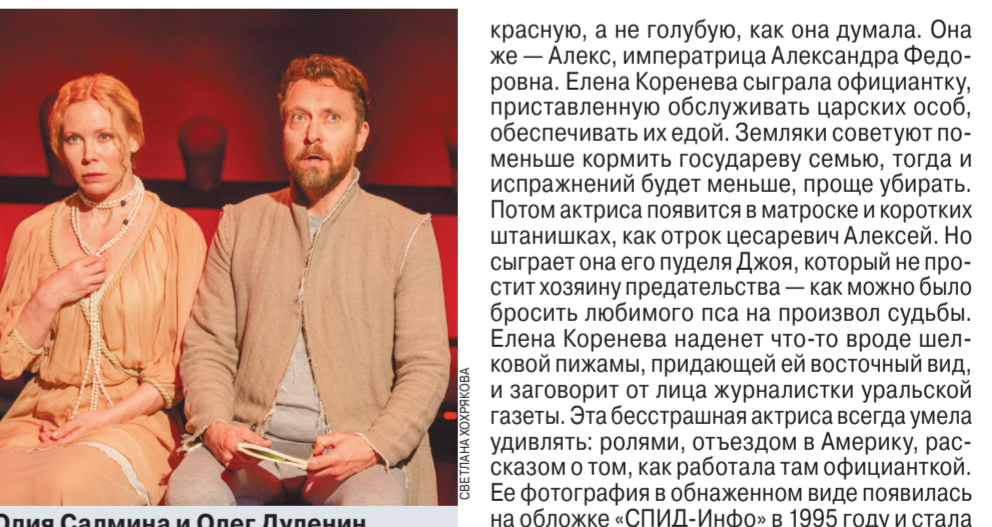 СВЕТЛАНА ХОХРЯКОВА
Юлия Салмина и Олег Дуленин
красную, а не голубую, как она думала. Она
же — Алекс, императрица Александра Федо-
ровна. Елена Коренева сыграла официантку,
приставленную обслуживать царских особ,
обеспечивать их едой. Земляки советуют по-
меньше кормить государеву семью, тогда и
испражнений будет меньше, проще убирать.
Потом актриса появится в матроске и коротких
штанишках, как отрок цесаревич Алексей. Но
сыграет она его пуделя Джоя, который не про-
стит хозяину предательства — как можно было
бросить любимого пса на произвол судьбы.
Елена Коренева наденет что-то вроде шел-
ковой пижамы, придающей ей восточный вид,
и заговорит от лица журналистки уральской
газеты. Эта бесстрашная актриса всегда умела
удивлять: ролями, отъездом в Америку, рас-
сказом о том, как работала там официанткой.
Ее фотография в обнаженном виде появилась
на обложке «СПИД-Инфо» в 1995 году и стала